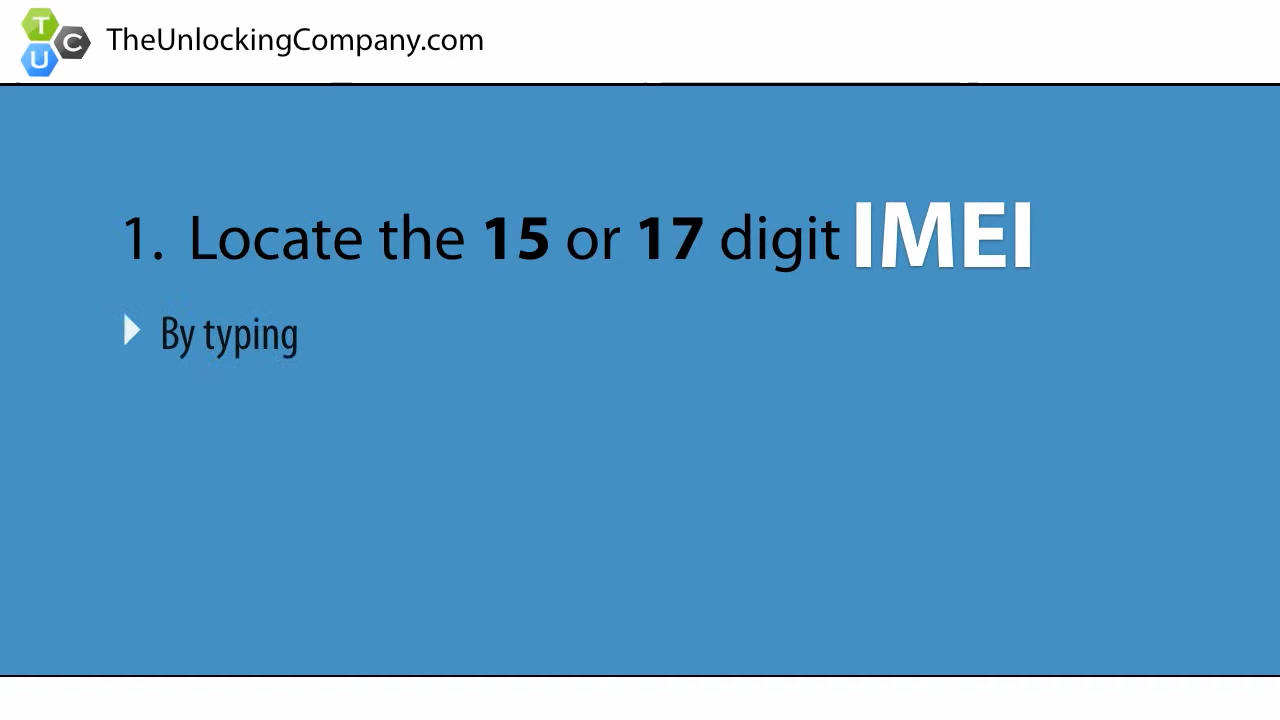 T
C
U
TheUnlockingCompany.com
1. Locate the 15 or 17 digit IMEI
By typing